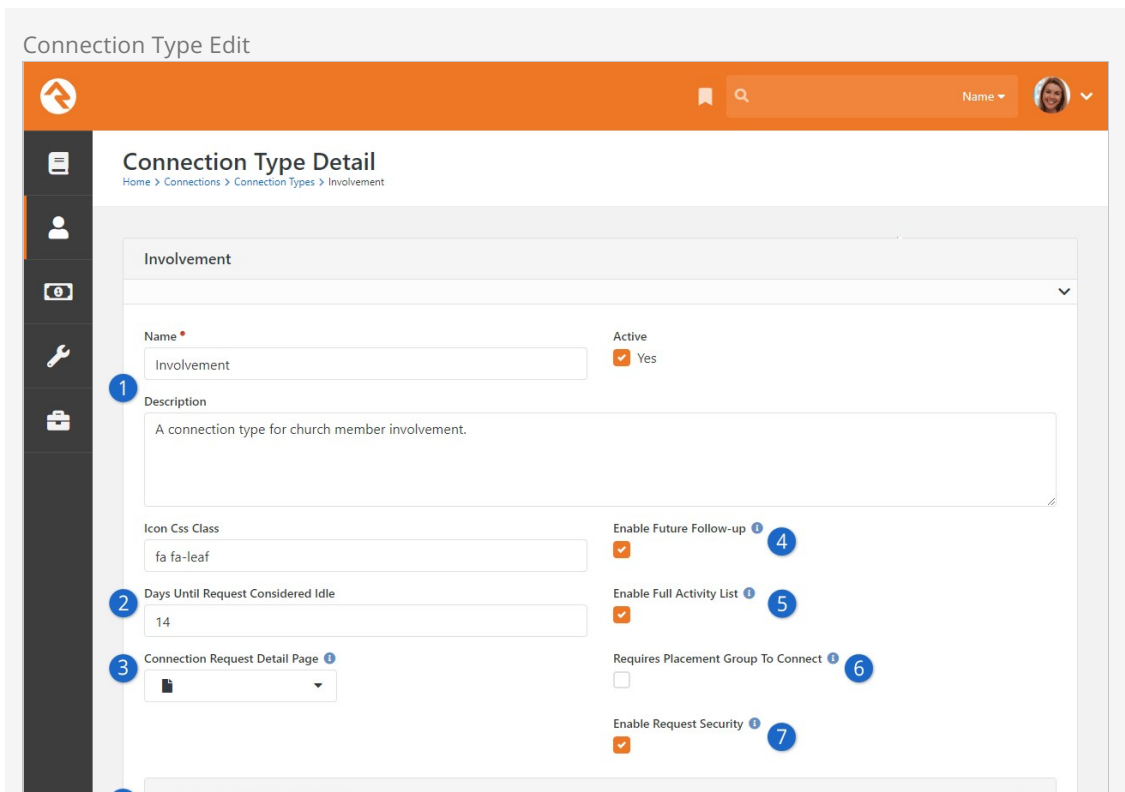 Connection Type Edit
Name
Connection Type Detail
Home > Connections > Connection Types > Involvement
Involvement
Name
Active
Involvement
Yes
1
Description
A connection type for church member involvement.
Icon Css Class
Enable Future Follow-up
4
fa fa-leaf
2
Days Until Request Considered Idle
Enable Full Activity List
5
14
3
Connection Request Detail Page
Requires Placement Group To Connect
6
Enable Request Security
7